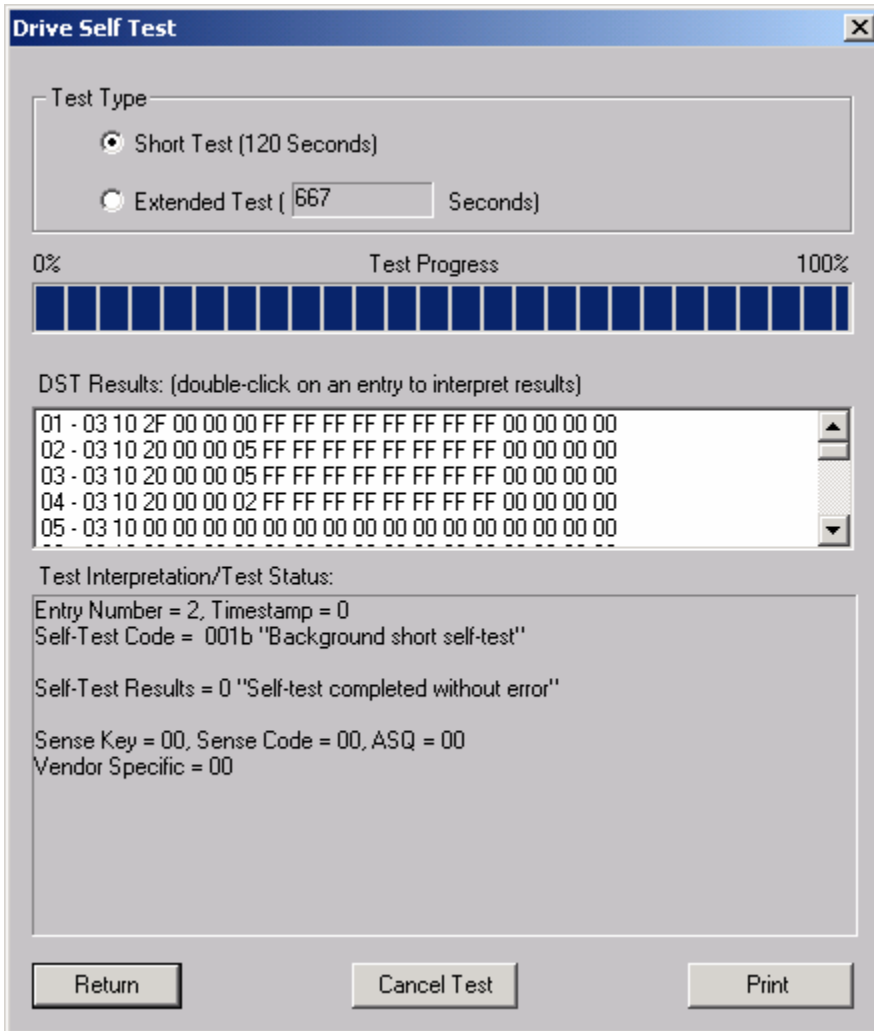 Drive Self Test
Test Type
Short Test (120 Seconds)
Extended Test ( 667 Seconds)
0% Test Progress 100%
DST Results: (double-click on an entry to interpret results)
01 - 03 10 2F 00 00 00 FF FF FF FF FF FF FF FF 00 00 00 00
02 - 03 10 20 00 00 05 FF FF FF FF FF FF FF FF 00 00 00 00
03 - 03 10 20 00 00 05 FF FF FF FF FF FF FF FF 00 00 00 00
04 - 03 10 20 00 00 02 FF FF FF FF FF FF FF FF 00 00 00 00
05 - 03 10 00 00 00 00 00 00 00 00 00 00 00 00 00 00 00 00
Test Interpretation/Test Status:
Entry Number = 2, Timestamp = 0
Self-Test Code =  001b "Background short self-test"
Self-Test Results = 0 "Self-test completed without error"
Sense Key = 00, Sense Code = 00, ASQ = 00
Vendor Specific = 00
Return Cancel Test Print